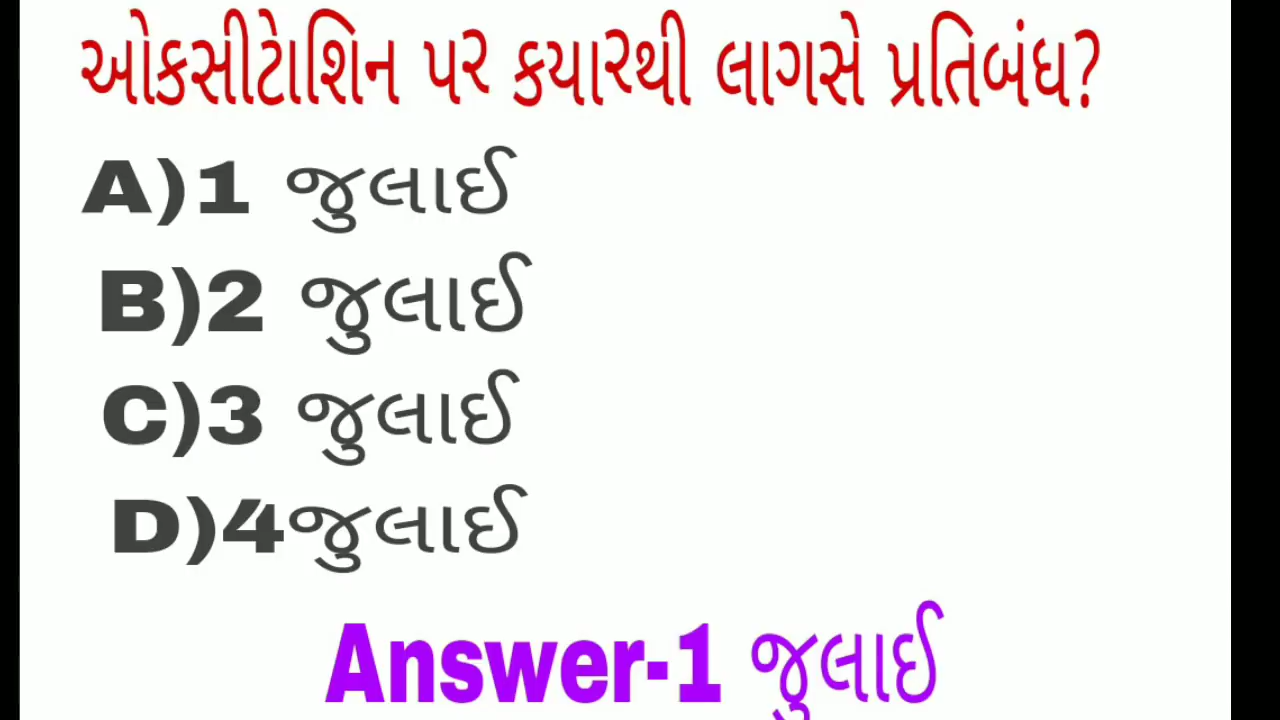 ઓકસીટોશિન પર કયારથી લાગસે પ્રતિબંધ?
A)1 જુલાઈ
B)2 જુલાઈ
C)3 જુલાઈ
D)4જુલાઈ
Answer-1 જુલાઈ